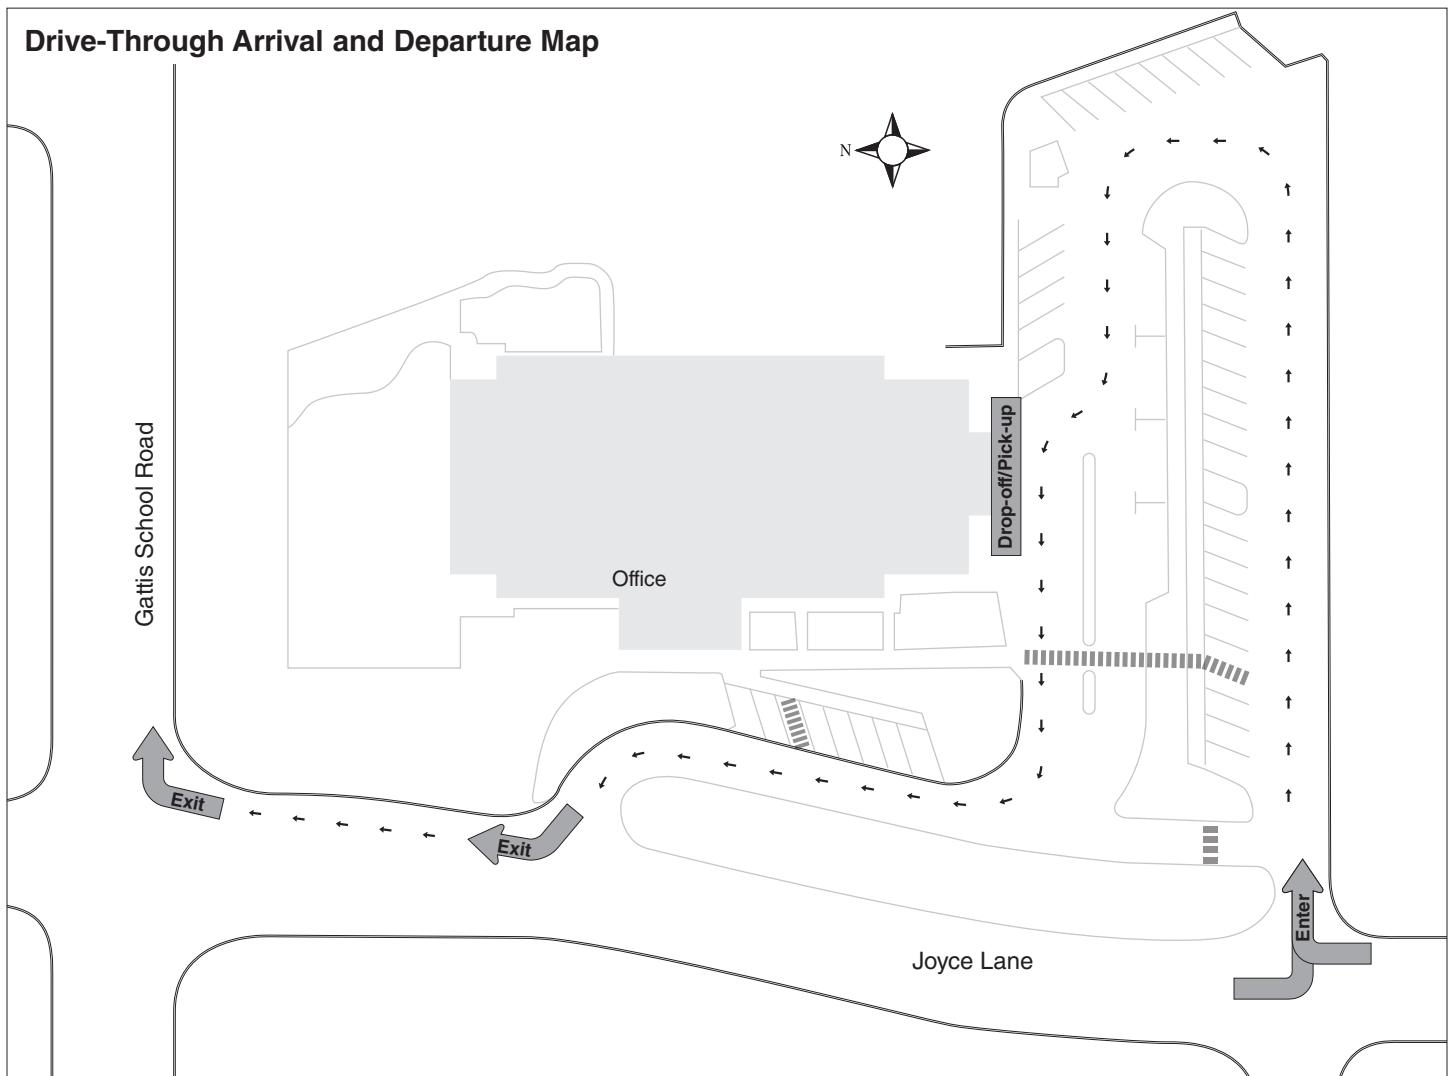 Drive-Through Arrival and Departure Map
N
Gattis School Road
Drop-off/Pick-up
Office
Exit
Exit
Enter
Joyce Lane